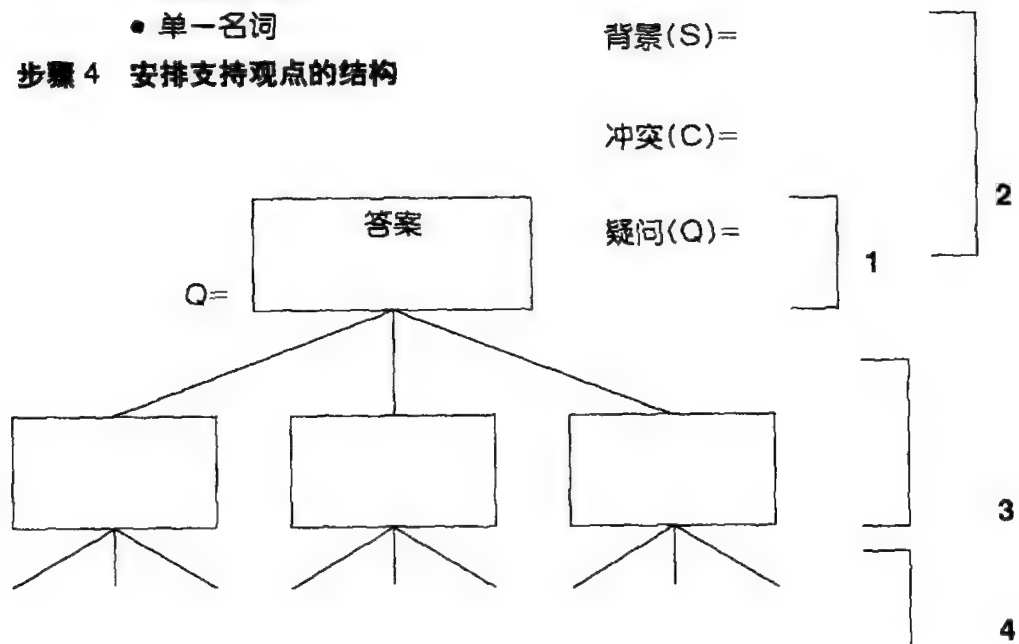 • 单一名词
步骤 4 安排支持观点的结构
背景(S)=
冲突(C)=
疑问(Q)=
答案
Q=
1
2
3
4